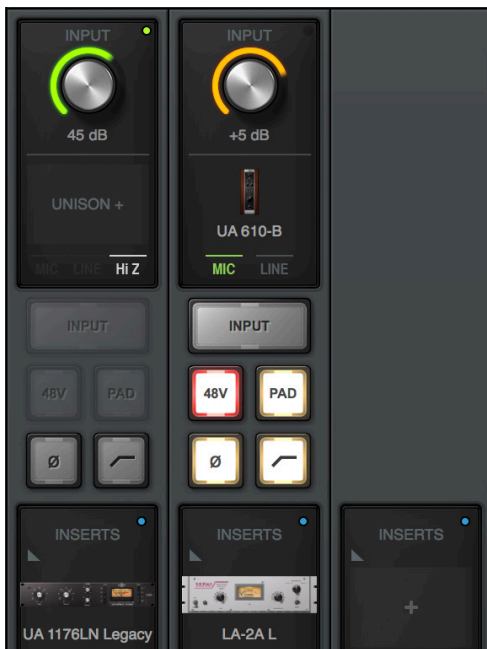 INPUT
45 dB
UNISON +
MIC LINE Hi Z
INPUT
48V PAD
Ø
INSERTS
UA 1176LN Legacy
INPUT
+5 dB
UA 610-B
MIC LINE
INPUT
48V PAD
Ø
INSERTS
LA-2A L
INSERTS
+